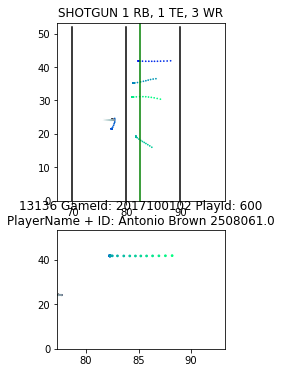 SHOTGUN 1 RB, 1 TE, 3 WR
50
40
30
20
10
0
70 80 90
13136 GameId: 2017100102 PlayId: 600
PlayerName + ID: Antonio Brown 2508061.0
40
20
0
80 85 90